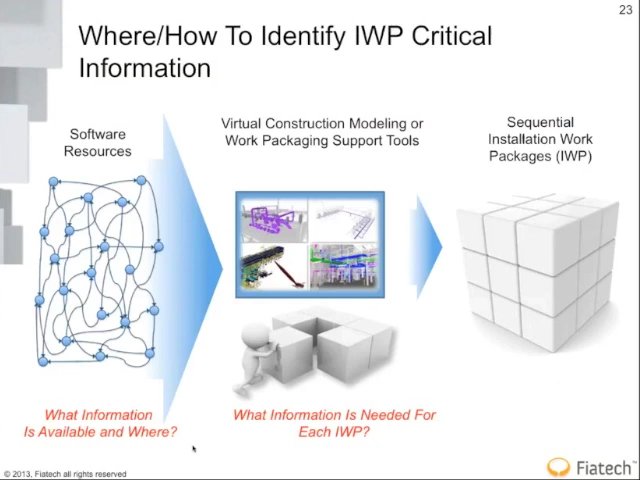 23
Where/How To Identify IWP Critical
Information
Software
Resources
Virtual Construction Modeling or
Work Packaging Support Tools
Sequential
Installation Work
Packages (IWP)
What Information
Is Available and Where?
What Information Is Needed For
Each IWP?
© 2013, Fiatech all rights reserved
Fiatech™